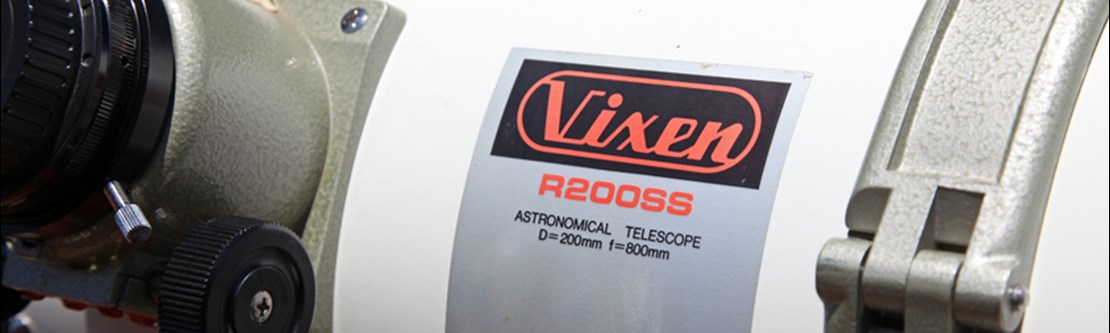 Vixen
R200SS
ASTRONOMICAL TELESCOPE
D=200mm f=800mm